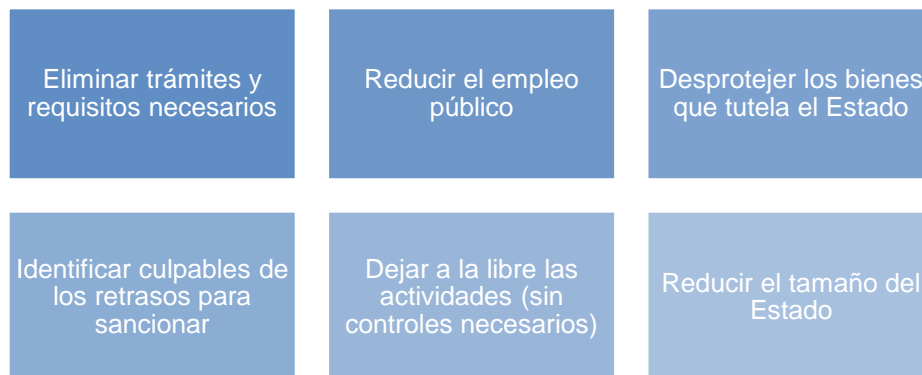 Eliminar trámites y
requisitos necesarios
Reducir el empleo
público
Desprotejer los bienes
que tutela el Estado
Identificar culpables de
los retrasos para
sancionar
Dejar a la libre las
actividades (sin
controles necesarios)
Reducir el tamaño del
Estado